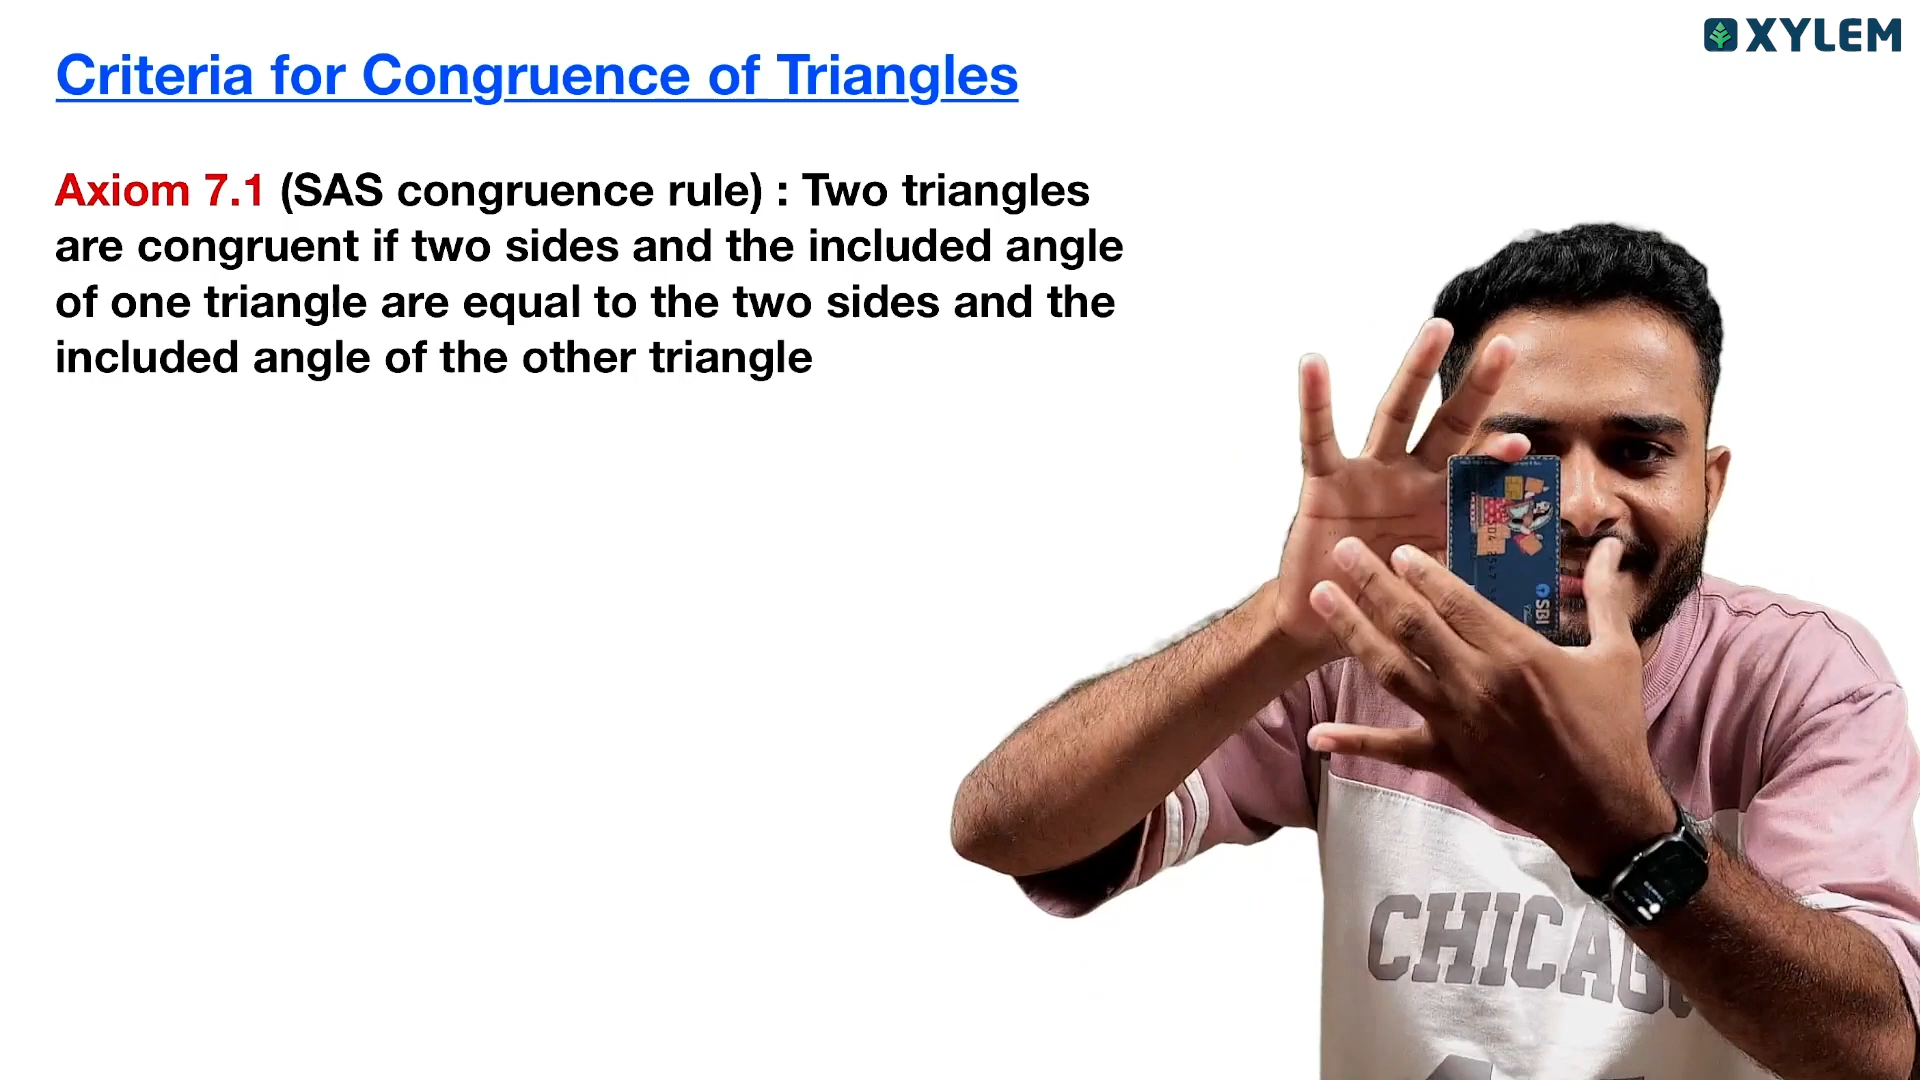 XYLEM
Criteria for Congruence of Triangles
Axiom 7.1 (SAS congruence rule) : Two triangles
are congruent if two sides and the included angle
of one triangle are equal to the two sides and the
included angle of the other triangle
SBI
CHICAG